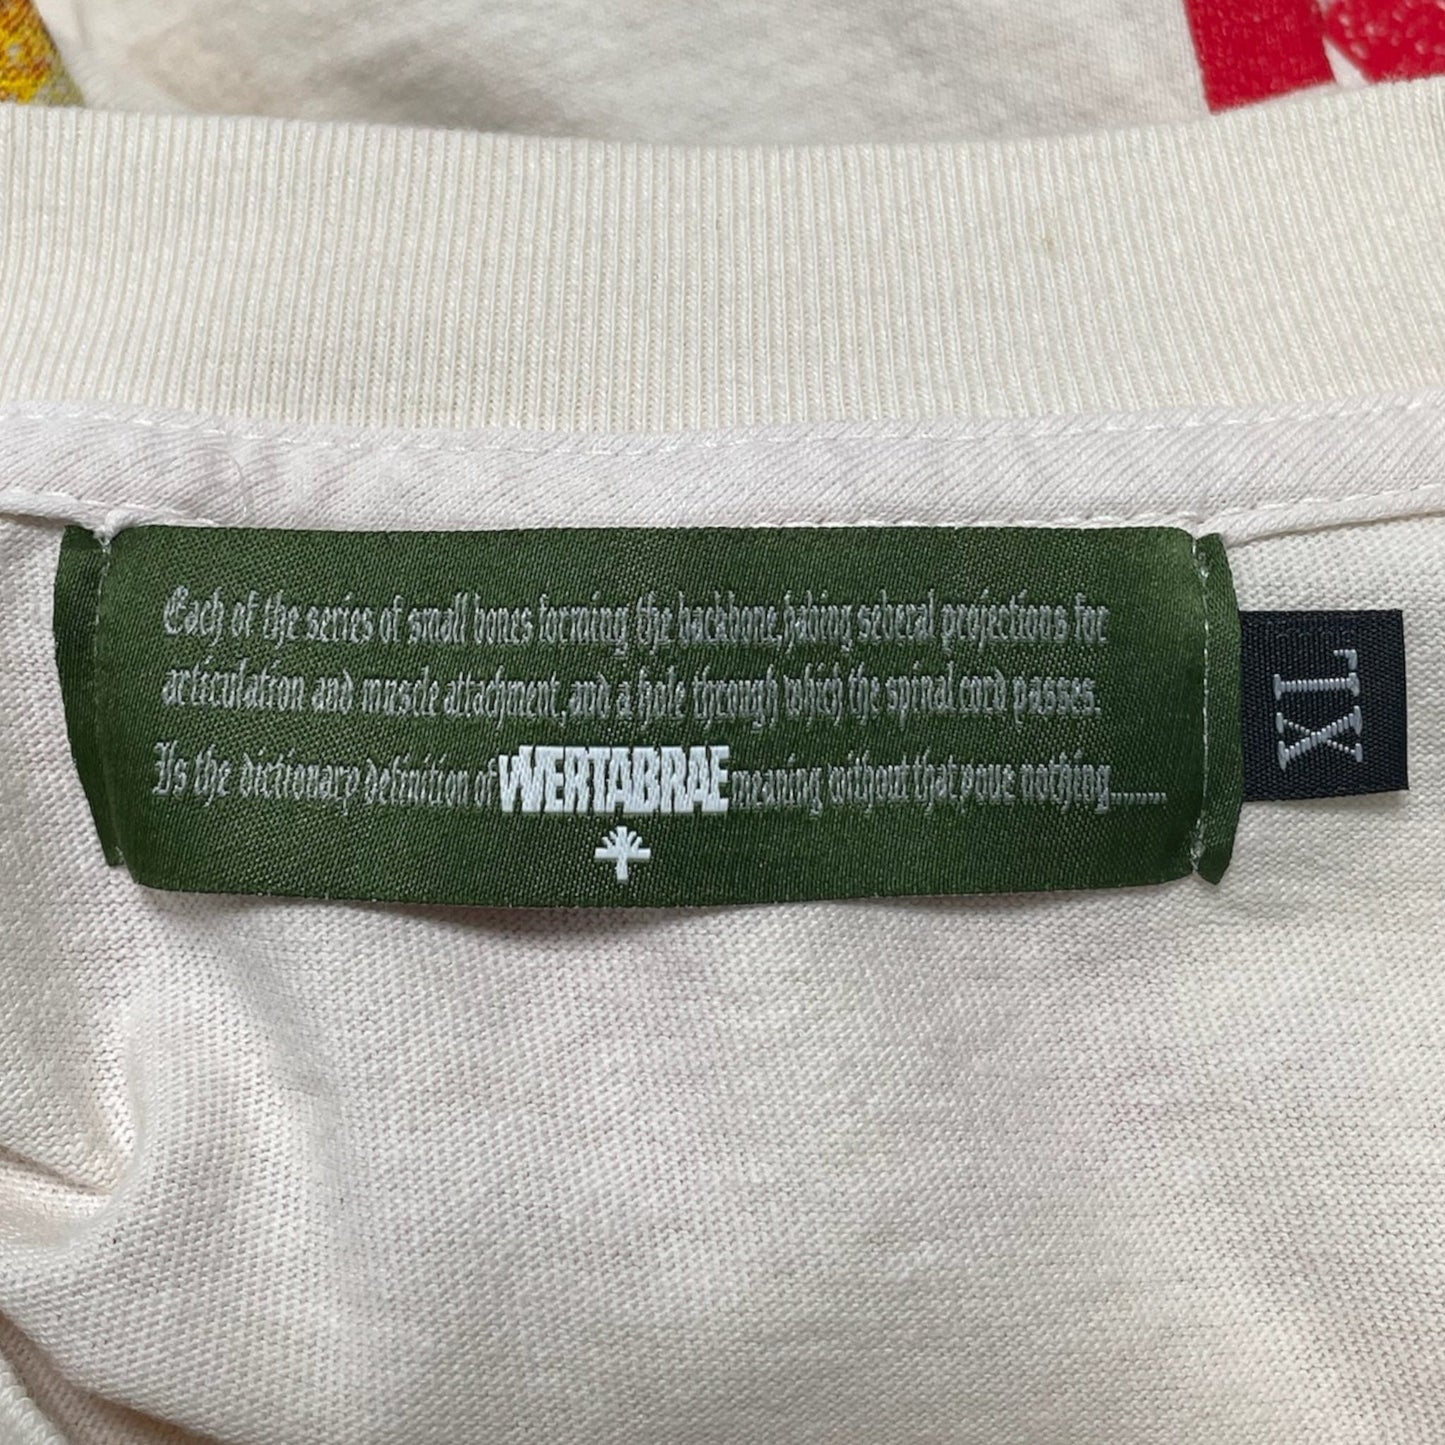 Each of the series of small bones forming the backbone, having several projections for
articulation and muscle attachment, and a hole through which the spinal cord passes.
Is the dictionary definition of WERTABRAE meaning without that youe nothing........
XL